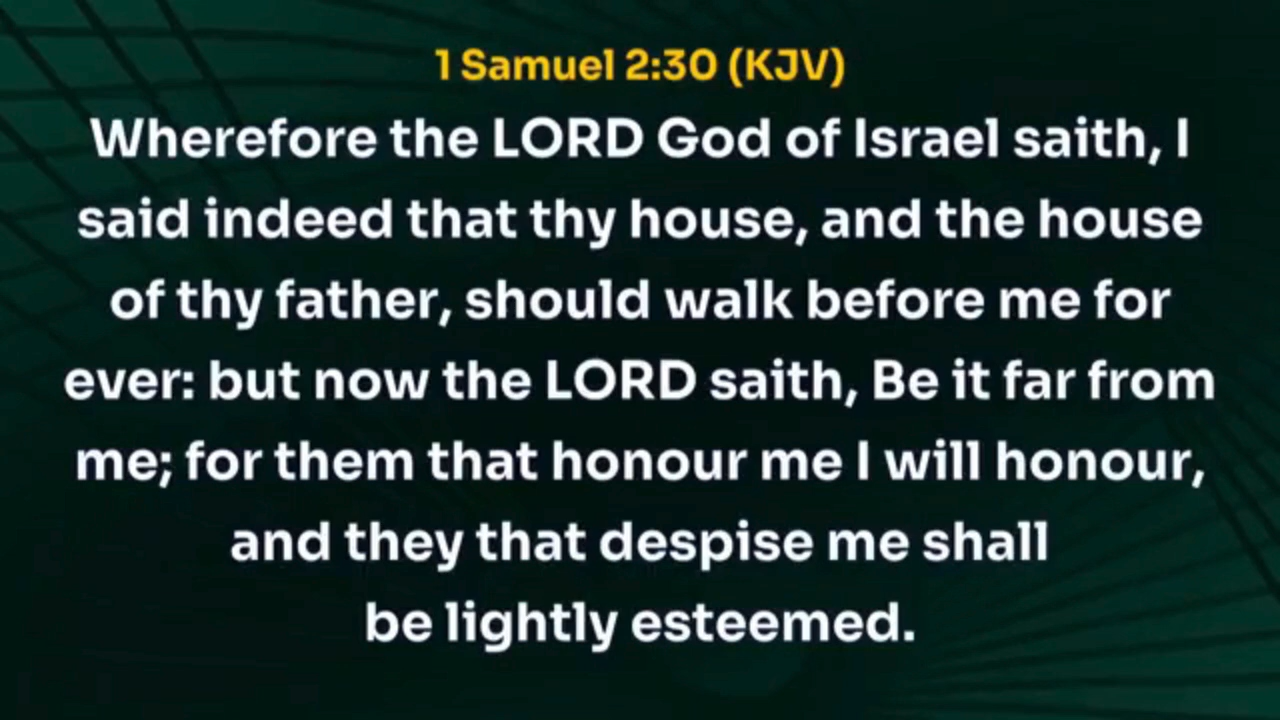 1 Samuel 2:30 (KJV)
Wherefore the LORD God of Israel saith, I
said indeed that thy house, and the house
of thy father, should walk before me for
ever: but now the LORD saith, Be it far from
me; for them that honour me I will honour,
and they that despise me shall
be lightly esteemed.